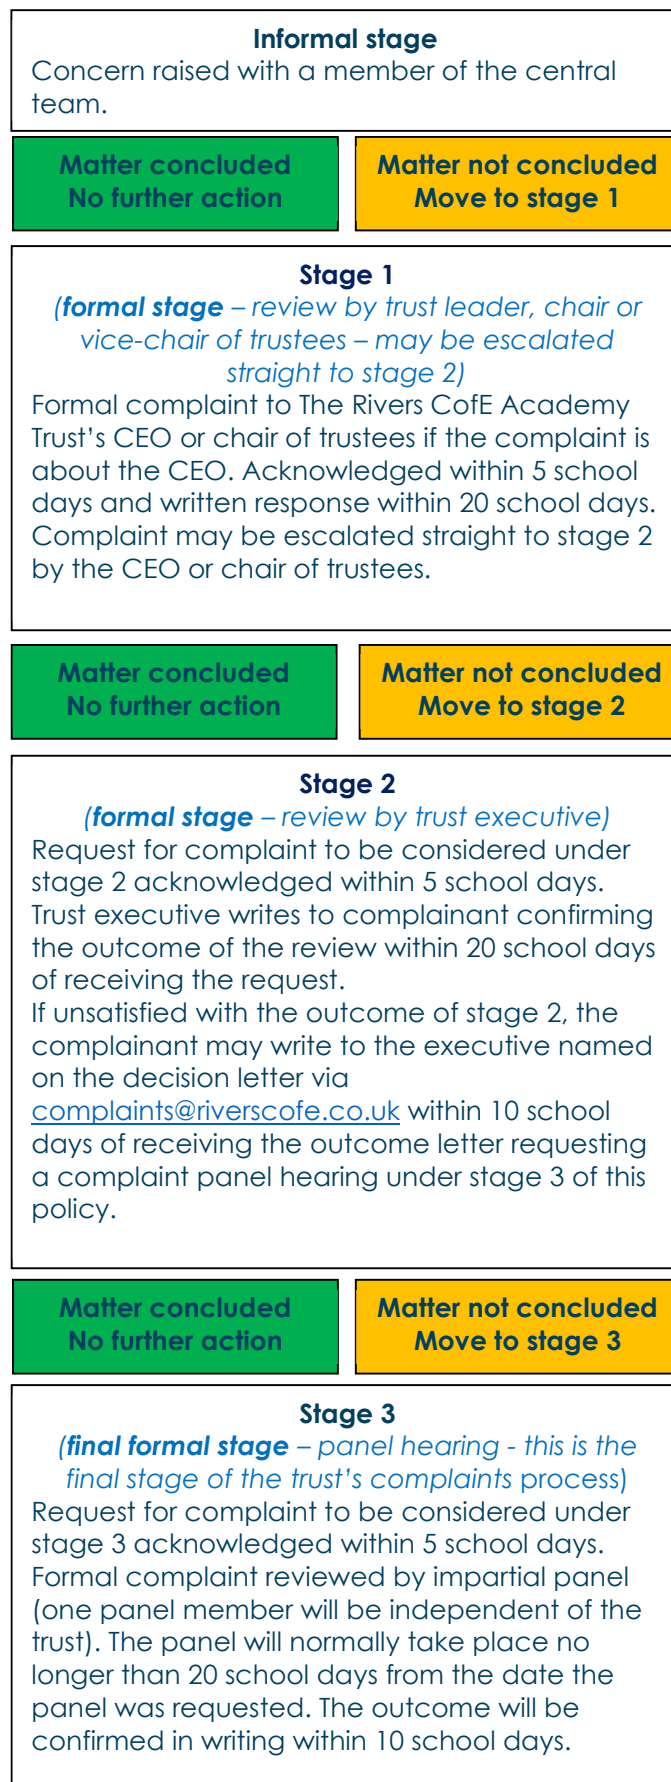 Informal stage
Concern raised with a member of the central
team.
Matter concluded
No further action
Matter not concluded
Move to stage 1
Stage 1
(formal stage – review by trust leader, chair or
vice-chair of trustees – may be escalated
straight to stage 2)
Formal complaint to The Rivers CofE Academy
Trust's CEO or chair of trustees if the complaint is
about the CEO. Acknowledged within 5 school
days and written response within 20 school days.
Complaint may be escalated straight to stage 2
by the CEO or chair of trustees.
Matter concluded
No further action
Matter not concluded
Move to stage 2
Stage 2
(formal stage – review by trust executive)
Request for complaint to be considered under
stage 2 acknowledged within 5 school days.
Trust executive writes to complainant confirming
the outcome of the review within 20 school days
of receiving the request.
If unsatisfied with the outcome of stage 2, the
complainant may write to the executive named
on the decision letter via
complaints@riverscofe.co.uk within 10 school
days of receiving the outcome letter requesting
a complaint panel hearing under stage 3 of this
policy.
Matter concluded
No further action
Matter not concluded
Move to stage 3
Stage 3
(final formal stage – panel hearing - this is the
final stage of the trust's complaints process)
Request for complaint to be considered under
stage 3 acknowledged within 5 school days.
Formal complaint reviewed by impartial panel
(one panel member will be independent of the
trust). The panel will normally take place no
longer than 20 school days from the date the
panel was requested. The outcome will be
confirmed in writing within 10 school days.